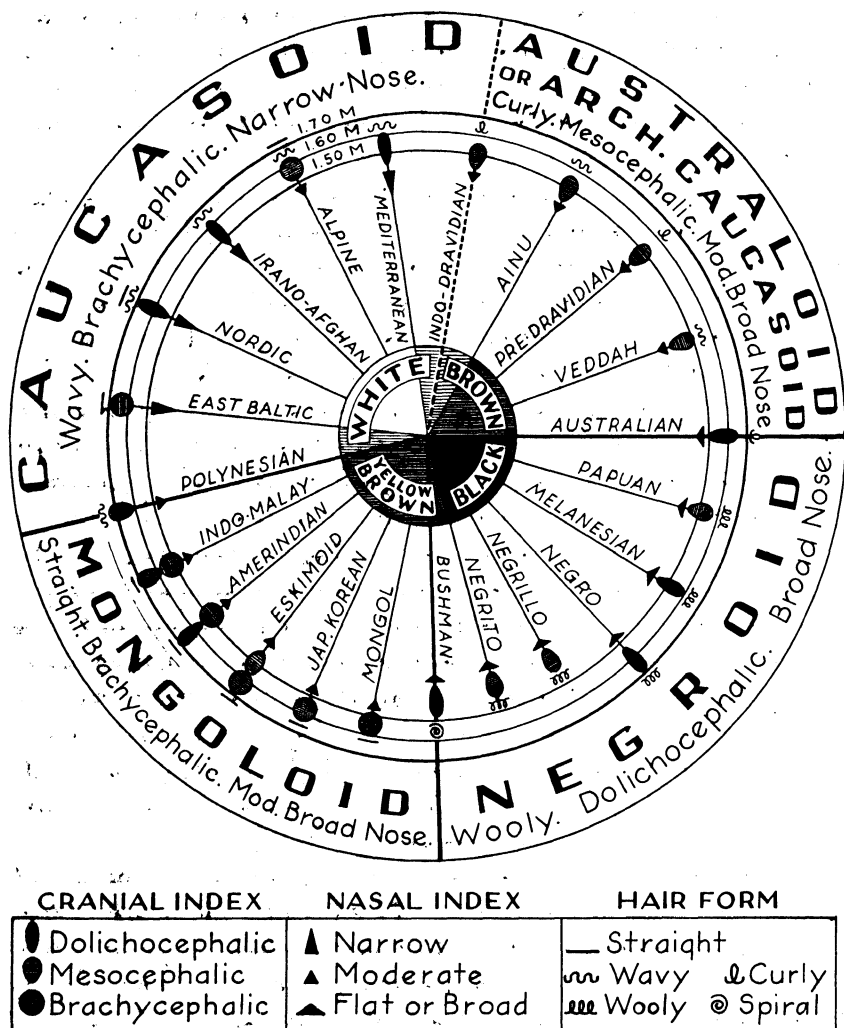 CAUCASOID
Wavy. Brachycephalic. Narrow-Nose.
AUSTRALOID
OR ARCH. CAUCASOID
Curly. Mesocephalic. Mod. Broad Nose
NEGROID
Wooly. Dolichocephalic. Broad Nose.
MONGOLOID
Straight. Brachycephalic. Mod. Broad Nose.
1.70 M
1.60 M
1.50 M
POLYNESIAN
EAST BALTIC
NORDIC
IRANO-AFGHAN
ALPINE
MEDITERRANEAN
INDO-DRAVIDIAN
AINU
PRE-DRAVIDIAN
VEDDAH
AUSTRALIAN
PAPUAN
MELANESIAN
NEGRO
NEGRILLO
NEGRITO
BUSHMAN
MONGOL
JAP. KOREAN
ESKIMOID
AMERINDIAN
INDO-MALAY
WHITE
BROWN
BLACK
YELLOW
BROWN
CRANIAL INDEX
Dolichocephalic
Mesocephalic
Brachycephalic
NASAL INDEX
Narrow
Moderate
Flat or Broad
HAIR FORM
Straight
Wavy Curly
Wooly Spiral